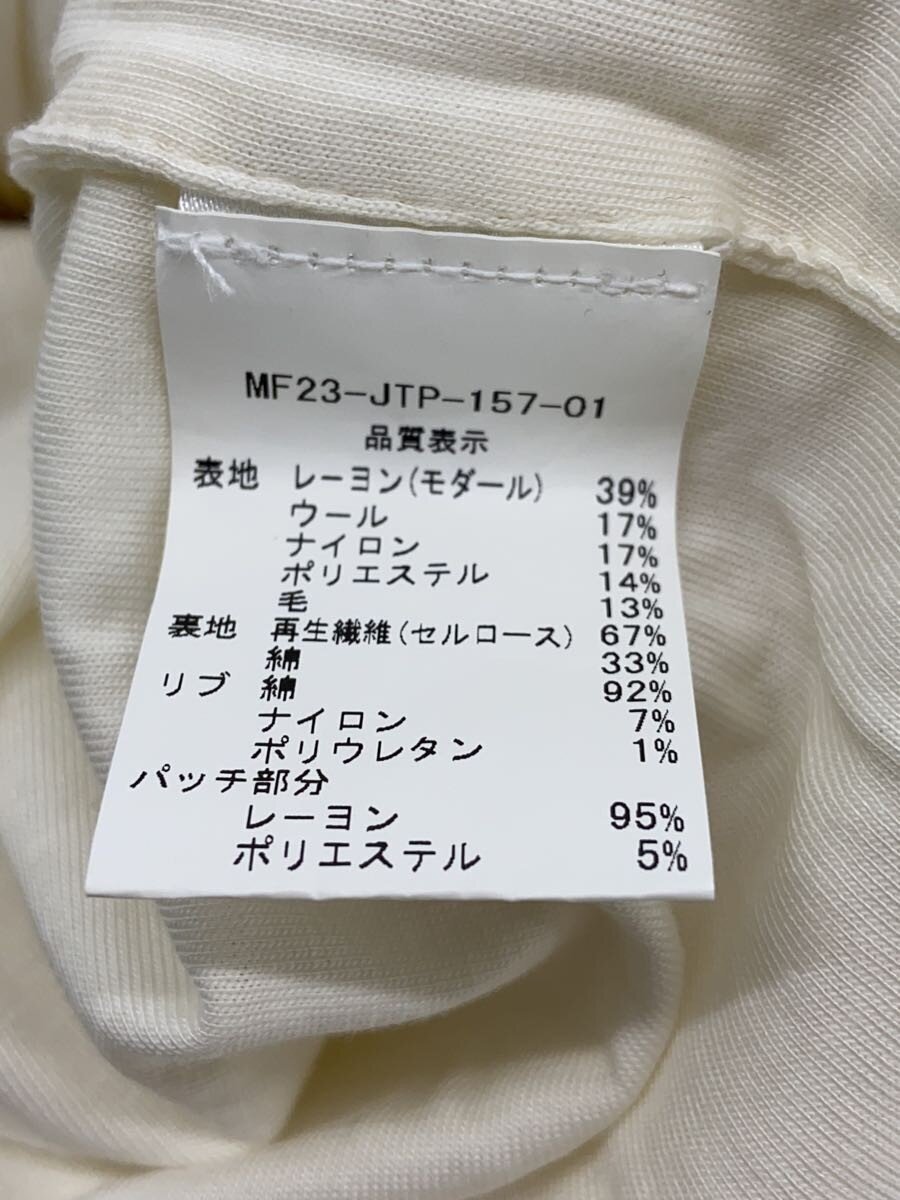 MF23-JTP-157-01
品質表示
表地 レーヨン(モダール) 39%
ウール 17%
ナイロン 17%
ポリエステル 14%
毛 13%
裏地 再生繊維(セルロース) 67%
綿 33%
リブ 綿 92%
ナイロン 7%
ポリウレタン 1%
パッチ部分
レーヨン 95%
ポリエステル 5%